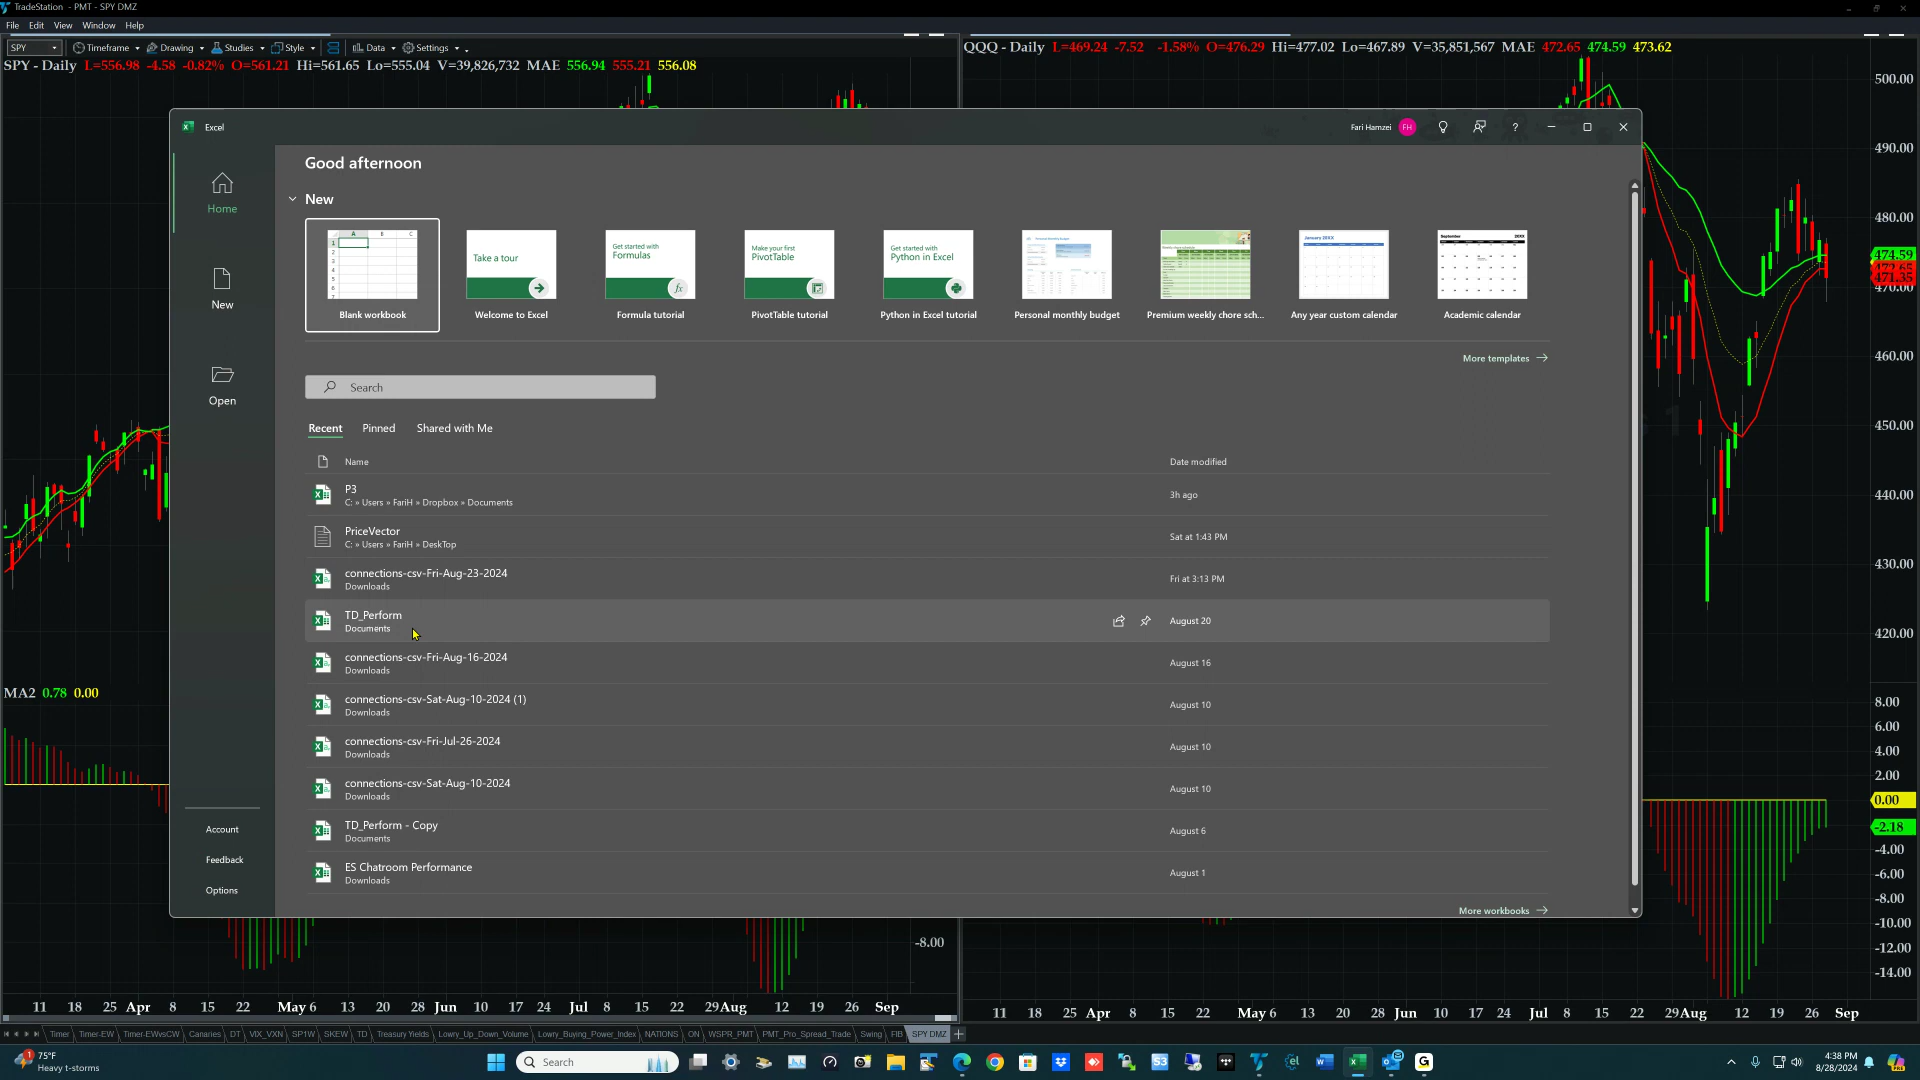 TradeStation - PMT - SPY DMZ
File Edit View Window Help
SPY Timeframe Drawing Studies Style Data Settings
SPY - Daily L=556.98 -4.58 -0.82% O=561.21 Hi=561.65 Lo=555.04 V=39,826,732 MAE 556.94 555.21 556.08
QQQ - Daily L=469.24 -7.52 -1.58% O=476.29 Hi=477.02 Lo=467.89 V=35,851,567 MAE 472.65 474.59 473.62
Excel
Fari Hamzei FH ?
Good afternoon
Home
New
Open
Account
Feedback
Options
New
A B C
Take a tour
Get started with Formulas
fx
Make your first PivotTable
Get started with Python in Excel
January 20XX
September 20XX
Blank workbook
Welcome to Excel
Formula tutorial
PivotTable tutorial
Python in Excel tutorial
Personal monthly budget
Premium weekly chore sch...
Any year custom calendar
Academic calendar
More templates
Search
Recent Pinned Shared with Me
Name Date modified
P3
C: » Users » FariH » Dropbox » Documents
3h ago
PriceVector
C: » Users » FariH » DeskTop
Sat at 1:43 PM
connections-csv-Fri-Aug-23-2024
Downloads
Fri at 3:13 PM
TD_Perform
Documents
August 20
connections-csv-Fri-Aug-16-2024
Downloads
August 16
connections-csv-Sat-Aug-10-2024 (1)
Downloads
August 10
connections-csv-Fri-Jul-26-2024
Downloads
August 10
connections-csv-Sat-Aug-10-2024
Downloads
August 10
TD_Perform - Copy
Documents
August 6
ES Chatroom Performance
Downloads
August 1
More workbooks
500.00
490.00
480.00
474.59
471.35
470.00
460.00
450.00
440.00
430.00
420.00
MA2 0.78 0.00
8.00
6.00
4.00
2.00
0.00
-2.18
-4.00
-6.00
-8.00
-10.00
-12.00
-14.00
-8.00
11 18 25 Apr 8 15 22 May 6 13 20 28 Jun 10 17 24 Jul 8 15 22 29 Aug 12 19 26 Sep
11 18 25 Apr 8 15 22 May 6 13 20 28 Jun 10 17 24 Jul 8 15 22 29 Aug 12 19 26 Sep
Timer Timer-EW Timer-EWvsCW Canaries DT VIX_VXN SP1W SKEW TD Treasury Yields Lowry_Up_Down_Volume Lowry_Buying_Power_Index NATIONS ON WSPR_PMT PMT_Pro_Spread_Trade Swing FIB SPY DMZ
1
75°F
Heavy t-storms
Search
4:38 PM
8/28/2024